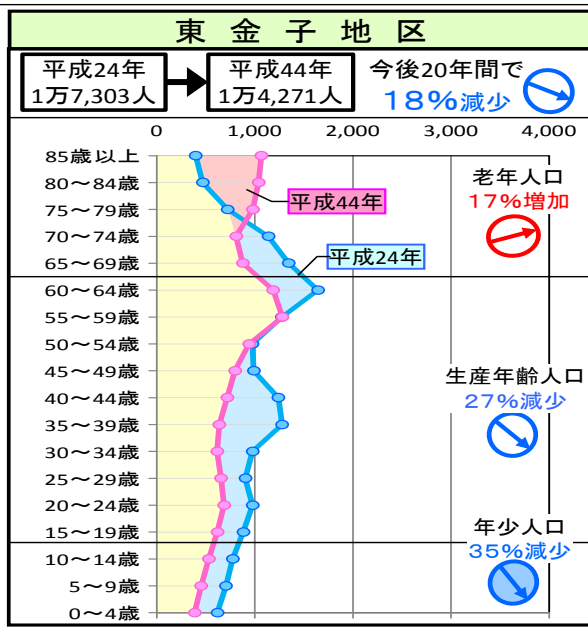 東金子地区
平成24年
1万7,303人
平成44年
1万4,271人
今後20年間で
18%減少
0 1,000 2,000 3,000 4,000
85歳以上
80～84歳
75～79歳
70～74歳
65～69歳
60～64歳
55～59歳
50～54歳
45～49歳
40～44歳
35～39歳
30～34歳
25～29歳
20～24歳
15～19歳
10～14歳
5～9歳
0～4歳
平成44年
平成24年
老年人口
17%増加
生産年齢人口
27%減少
年少人口
35%減少